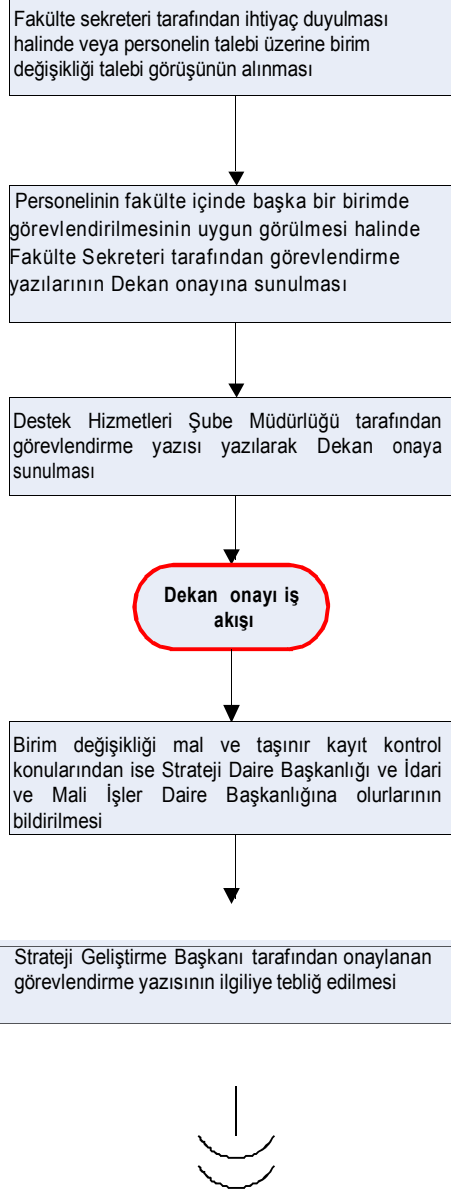 Fakülte sekreteri tarafından ihtiyaç duyulması
halinde veya personelin talebi üzerine birim
değişikliği talebi görüşünün alınması
Personelinin fakülte içinde başka bir birimde
görevlendirilmesinin uygun görülmesi halinde
Fakülte Sekreteri tarafından görevlendirme
yazılarının Dekan onayına sunulması
Destek Hizmetleri Şube Müdürlüğü tarafından
görevlendirme yazısı yazılarak Dekan onaya
sunulması
Dekan onayı iş
akışı
Birim değişikliği mal ve taşınır kayıt kontrol
konularından ise Strateji Daire Başkanlığı ve İdari
ve Mali İşler Daire Başkanlığına olurlarının
bildirilmesi
Strateji Geliştirme Başkanı tarafından onaylanan
görevlendirme yazısının ilgiliye tebliğ edilmesi